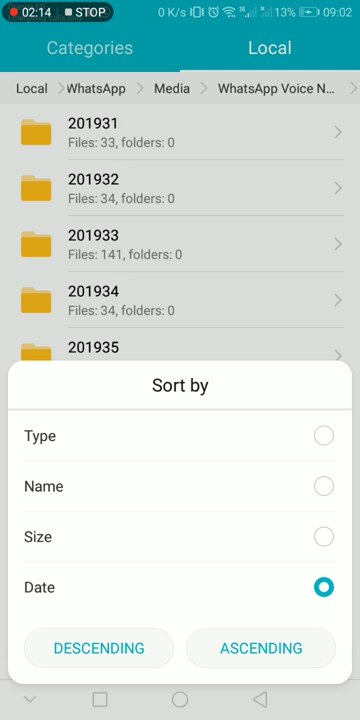 02:14 STOP 0 K/s 3G 13% 09:02
Categories Local
Local WhatsApp Media WhatsApp Voice N...
201931
Files: 33, folders: 0
201932
Files: 34, folders: 0
201933
Files: 141, folders: 0
201934
Files: 34, folders: 0
201935
Sort by
Type
Name
Size
Date
DESCENDING ASCENDING